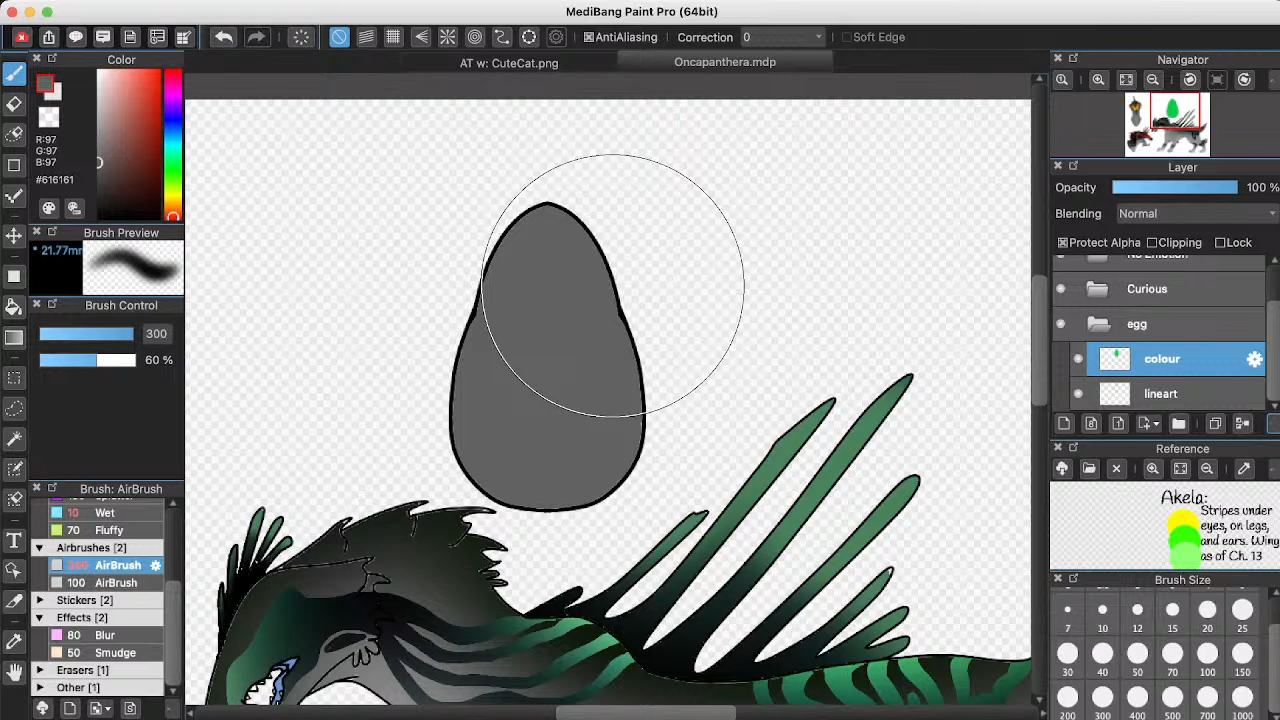 MediBang Paint Pro (64bit)
AntiAliasing Correction 0 Soft Edge
AT w: CuteCat.png Oncapanthera.mdp
Color
R:97
G:97
B:97
#616161
Brush Preview
* 21.77mm
Brush Control
300
60 %
Brush: AirBrush
10 Wet
70 Fluffy
Airbrushes [2]
300 AirBrush
100 AirBrush
Stickers [2]
Effects [2]
80 Blur
50 Smudge
Erasers [1]
Other [1]
Navigator
Layer
Opacity 100 %
Blending Normal
Protect Alpha Clipping Lock
No Emotion
Curious
egg
colour
lineart
Reference
Akela:
Stripes under
eyes, on legs,
and ears. Wing
as of Ch. 13
Brush Size
7 10 12 15 20 25
30 40 50 70 100 150
200 300 400 500 700 1000